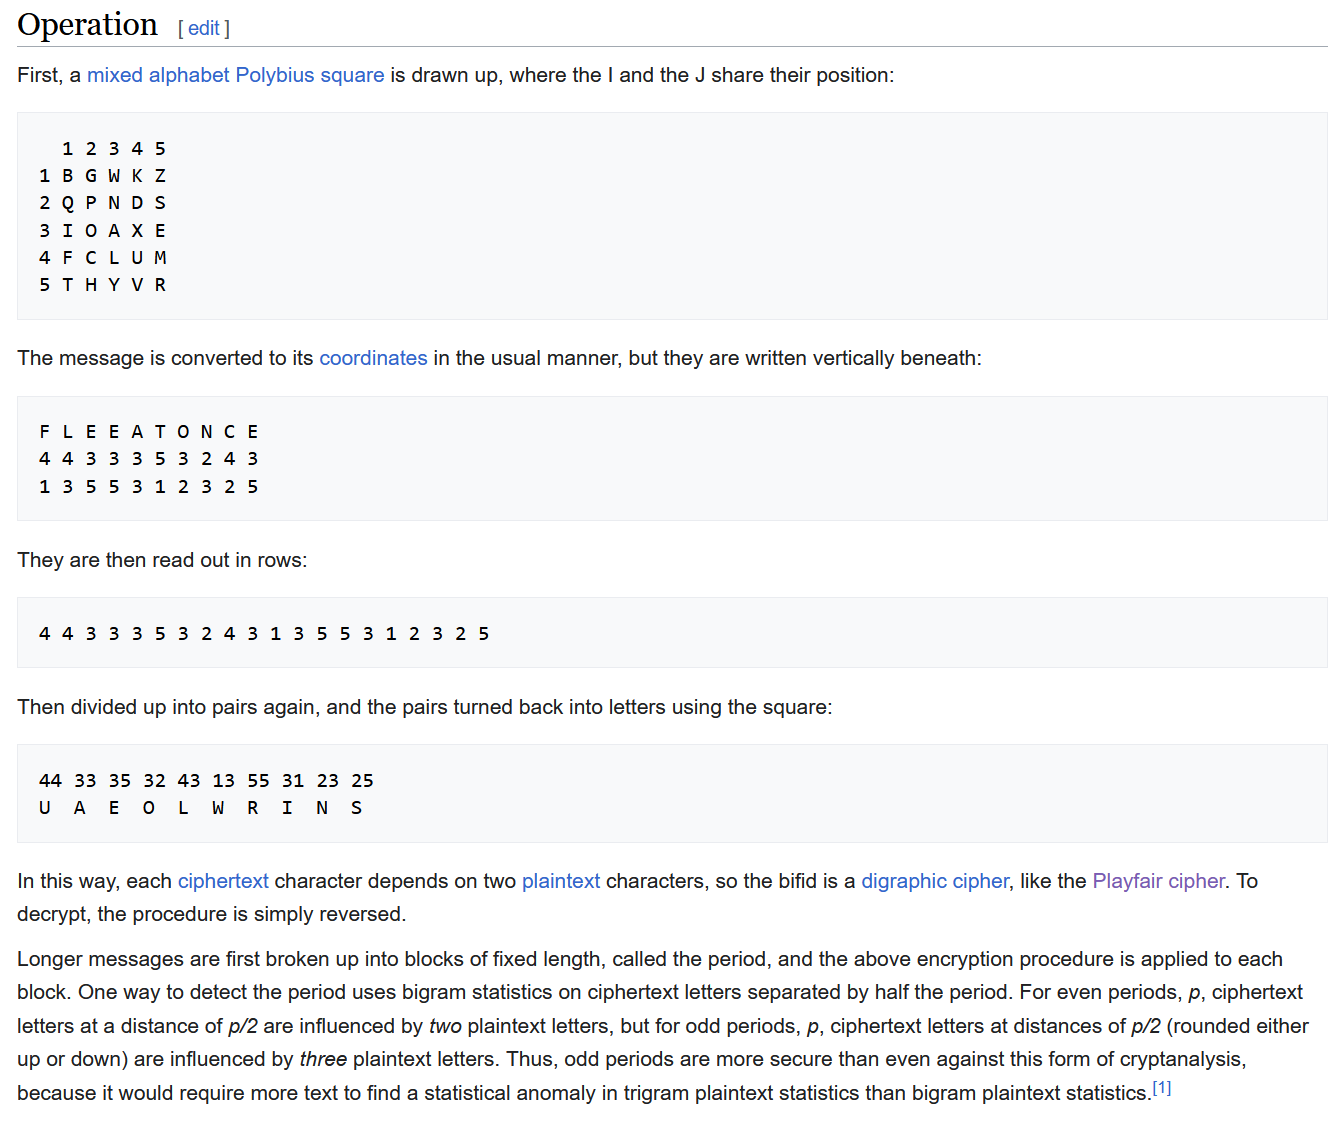 Operation [ edit ]
First, a mixed alphabet Polybius square is drawn up, where the I and the J share their position:
1 2 3 4 5
1 B G W K Z
2 Q P N D S
3 I O A X E
4 F C L U M
5 T H Y V R
The message is converted to its coordinates in the usual manner, but they are written vertically beneath:
F L E E A T O N C E
4 4 3 3 3 5 3 2 4 3
1 3 5 5 3 1 2 3 2 5
They are then read out in rows:
4 4 3 3 3 5 3 2 4 3 1 3 5 5 3 1 2 3 2 5
Then divided up into pairs again, and the pairs turned back into letters using the square:
44 33 35 32 43 13 55 31 23 25
U A E O L W R I N S
In this way, each ciphertext character depends on two plaintext characters, so the bifid is a digraphic cipher, like the Playfair cipher. To
decrypt, the procedure is simply reversed.
Longer messages are first broken up into blocks of fixed length, called the period, and the above encryption procedure is applied to each
block. One way to detect the period uses bigram statistics on ciphertext letters separated by half the period. For even periods, p, ciphertext
letters at a distance of p/2 are influenced by two plaintext letters, but for odd periods, p, ciphertext letters at distances of p/2 (rounded either
up or down) are influenced by three plaintext letters. Thus, odd periods are more secure than even against this form of cryptanalysis,
because it would require more text to find a statistical anomaly in trigram plaintext statistics than bigram plaintext statistics.[1]